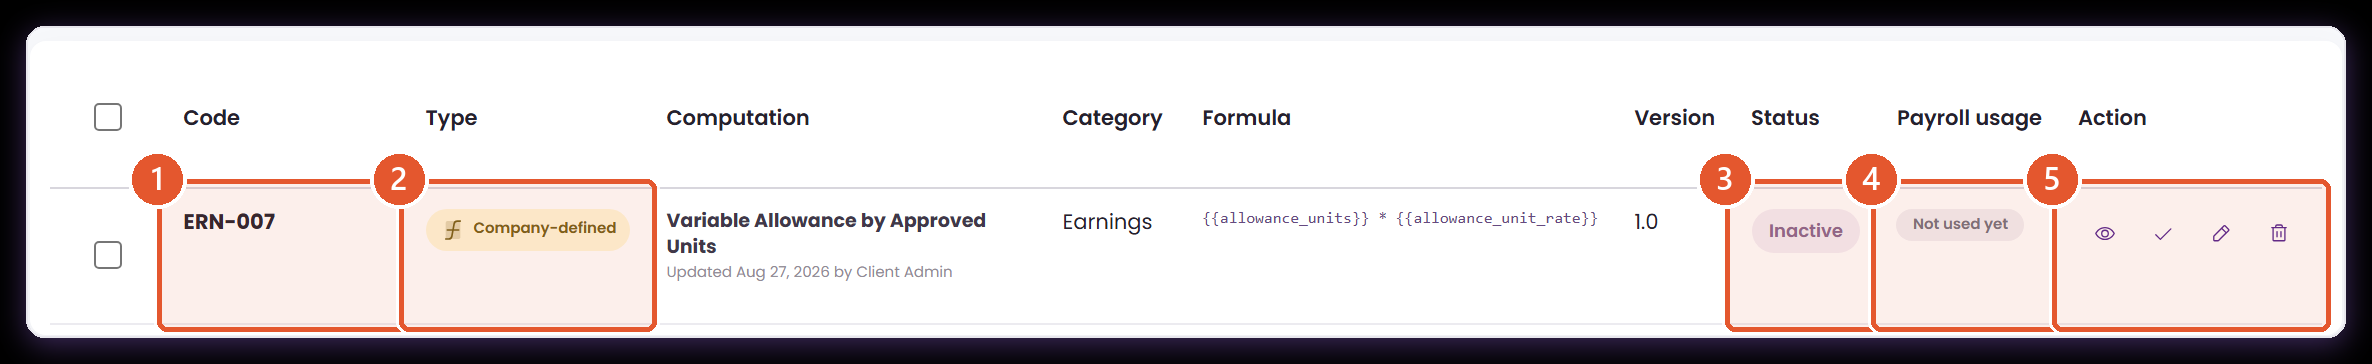 Code Type Computation Category Formula Version Status Payroll usage Action
1 2 3 4 5
ERN-007 Company-defined Variable Allowance by Approved Earnings {{allowance_units}} * {{allowance_unit_rate}} 1.0 Inactive Not used yet
Units
Updated Aug 27, 2026 by Client Admin